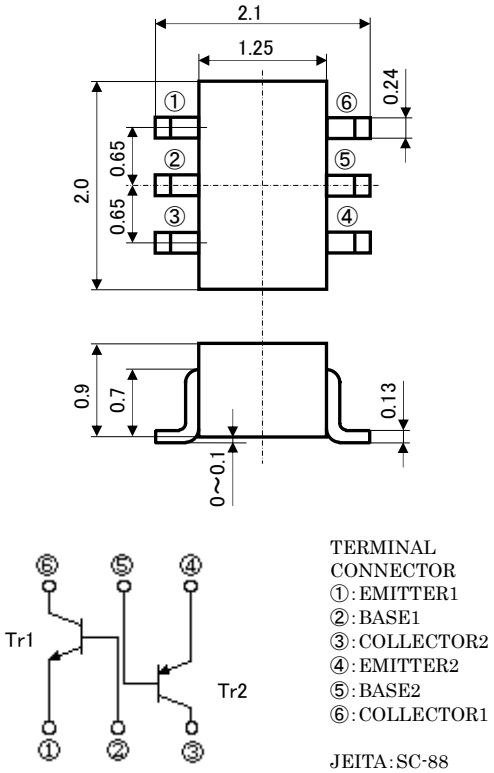 2.1
1.25
① ⑥
0.24
0.65
② ⑤
2.0
0.65
③ ④
0.9
0.7
0.13
0～0.1
⑥ ⑤ ④
Tr1
Tr2
① ② ③
TERMINAL
CONNECTOR
①:EMITTER1
②:BASE1
③:COLLECTOR2
④:EMITTER2
⑤:BASE2
⑥:COLLECTOR1
JEITA:SC-88